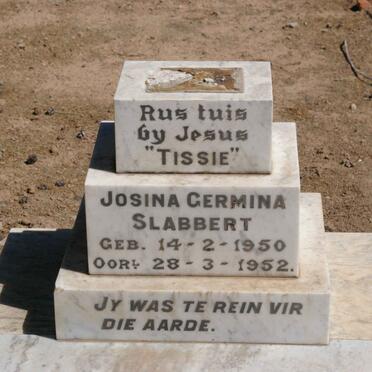 Rus tuis
by Jesus
"TISSIE"
JOSINA GERMINA
SLABBERT
GEB. 14-2-1950
OORL. 28-3-1952.
JY WAS TE REIN VIR
DIE AARDE.